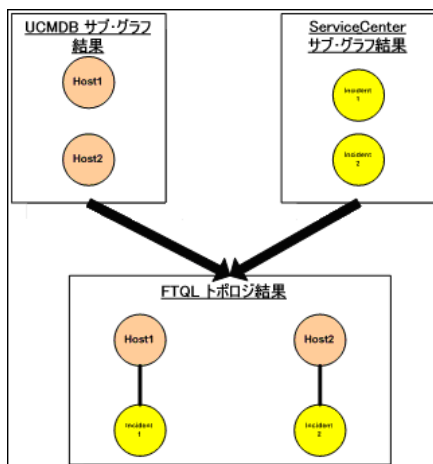 UCMDB サブ・グラフ
結果
Host1
Host2
ServiceCenter
サブ・グラフ結果
Incident
1
Incident
2
FTQL トポロジ結果
Host1
Host2
Incident
1
Incident
2